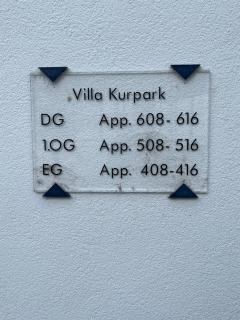 Villa Kurpark
DG App. 608- 616
1.OG App. 508- 516
EG App. 408-416